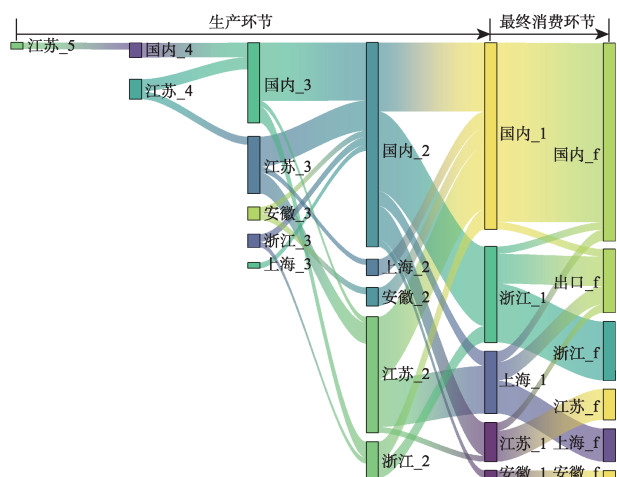 生产环节
最终消费环节
江苏_5
国内_4
江苏_4
国内_3
江苏_3
安徽_3
浙江_3
上海_3
国内_2
上海_2
安徽_2
江苏_2
浙江_2
国内_1
浙江_1
上海_1
江苏_1
安徽_1
国内_f
出口_f
浙江_f
江苏_f
上海_f
安徽_f